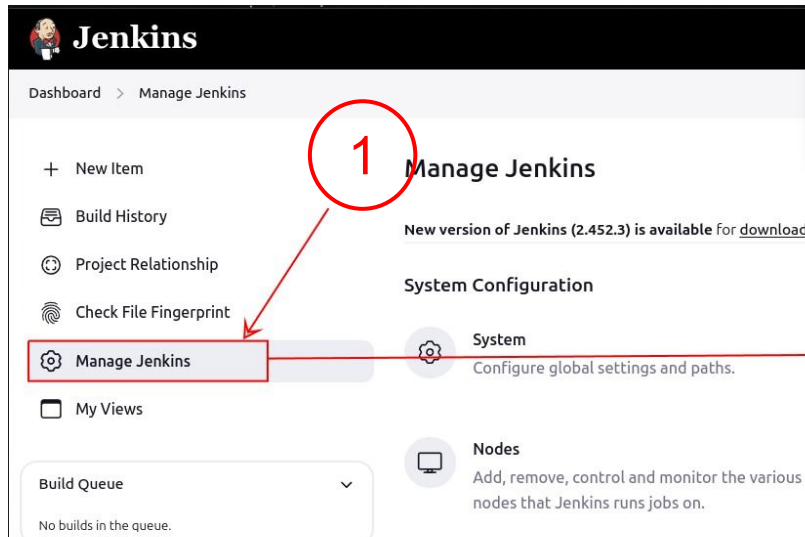 Jenkins
Dashboard > Manage Jenkins
1
+ New Item
Build History
Project Relationship
Check File Fingerprint
Manage Jenkins
My Views
Build Queue
No builds in the queue.
Manage Jenkins
New version of Jenkins (2.452.3) is available for download
System Configuration
System
Configure global settings and paths.
Nodes
Add, remove, control and monitor the various
nodes that Jenkins runs jobs on.